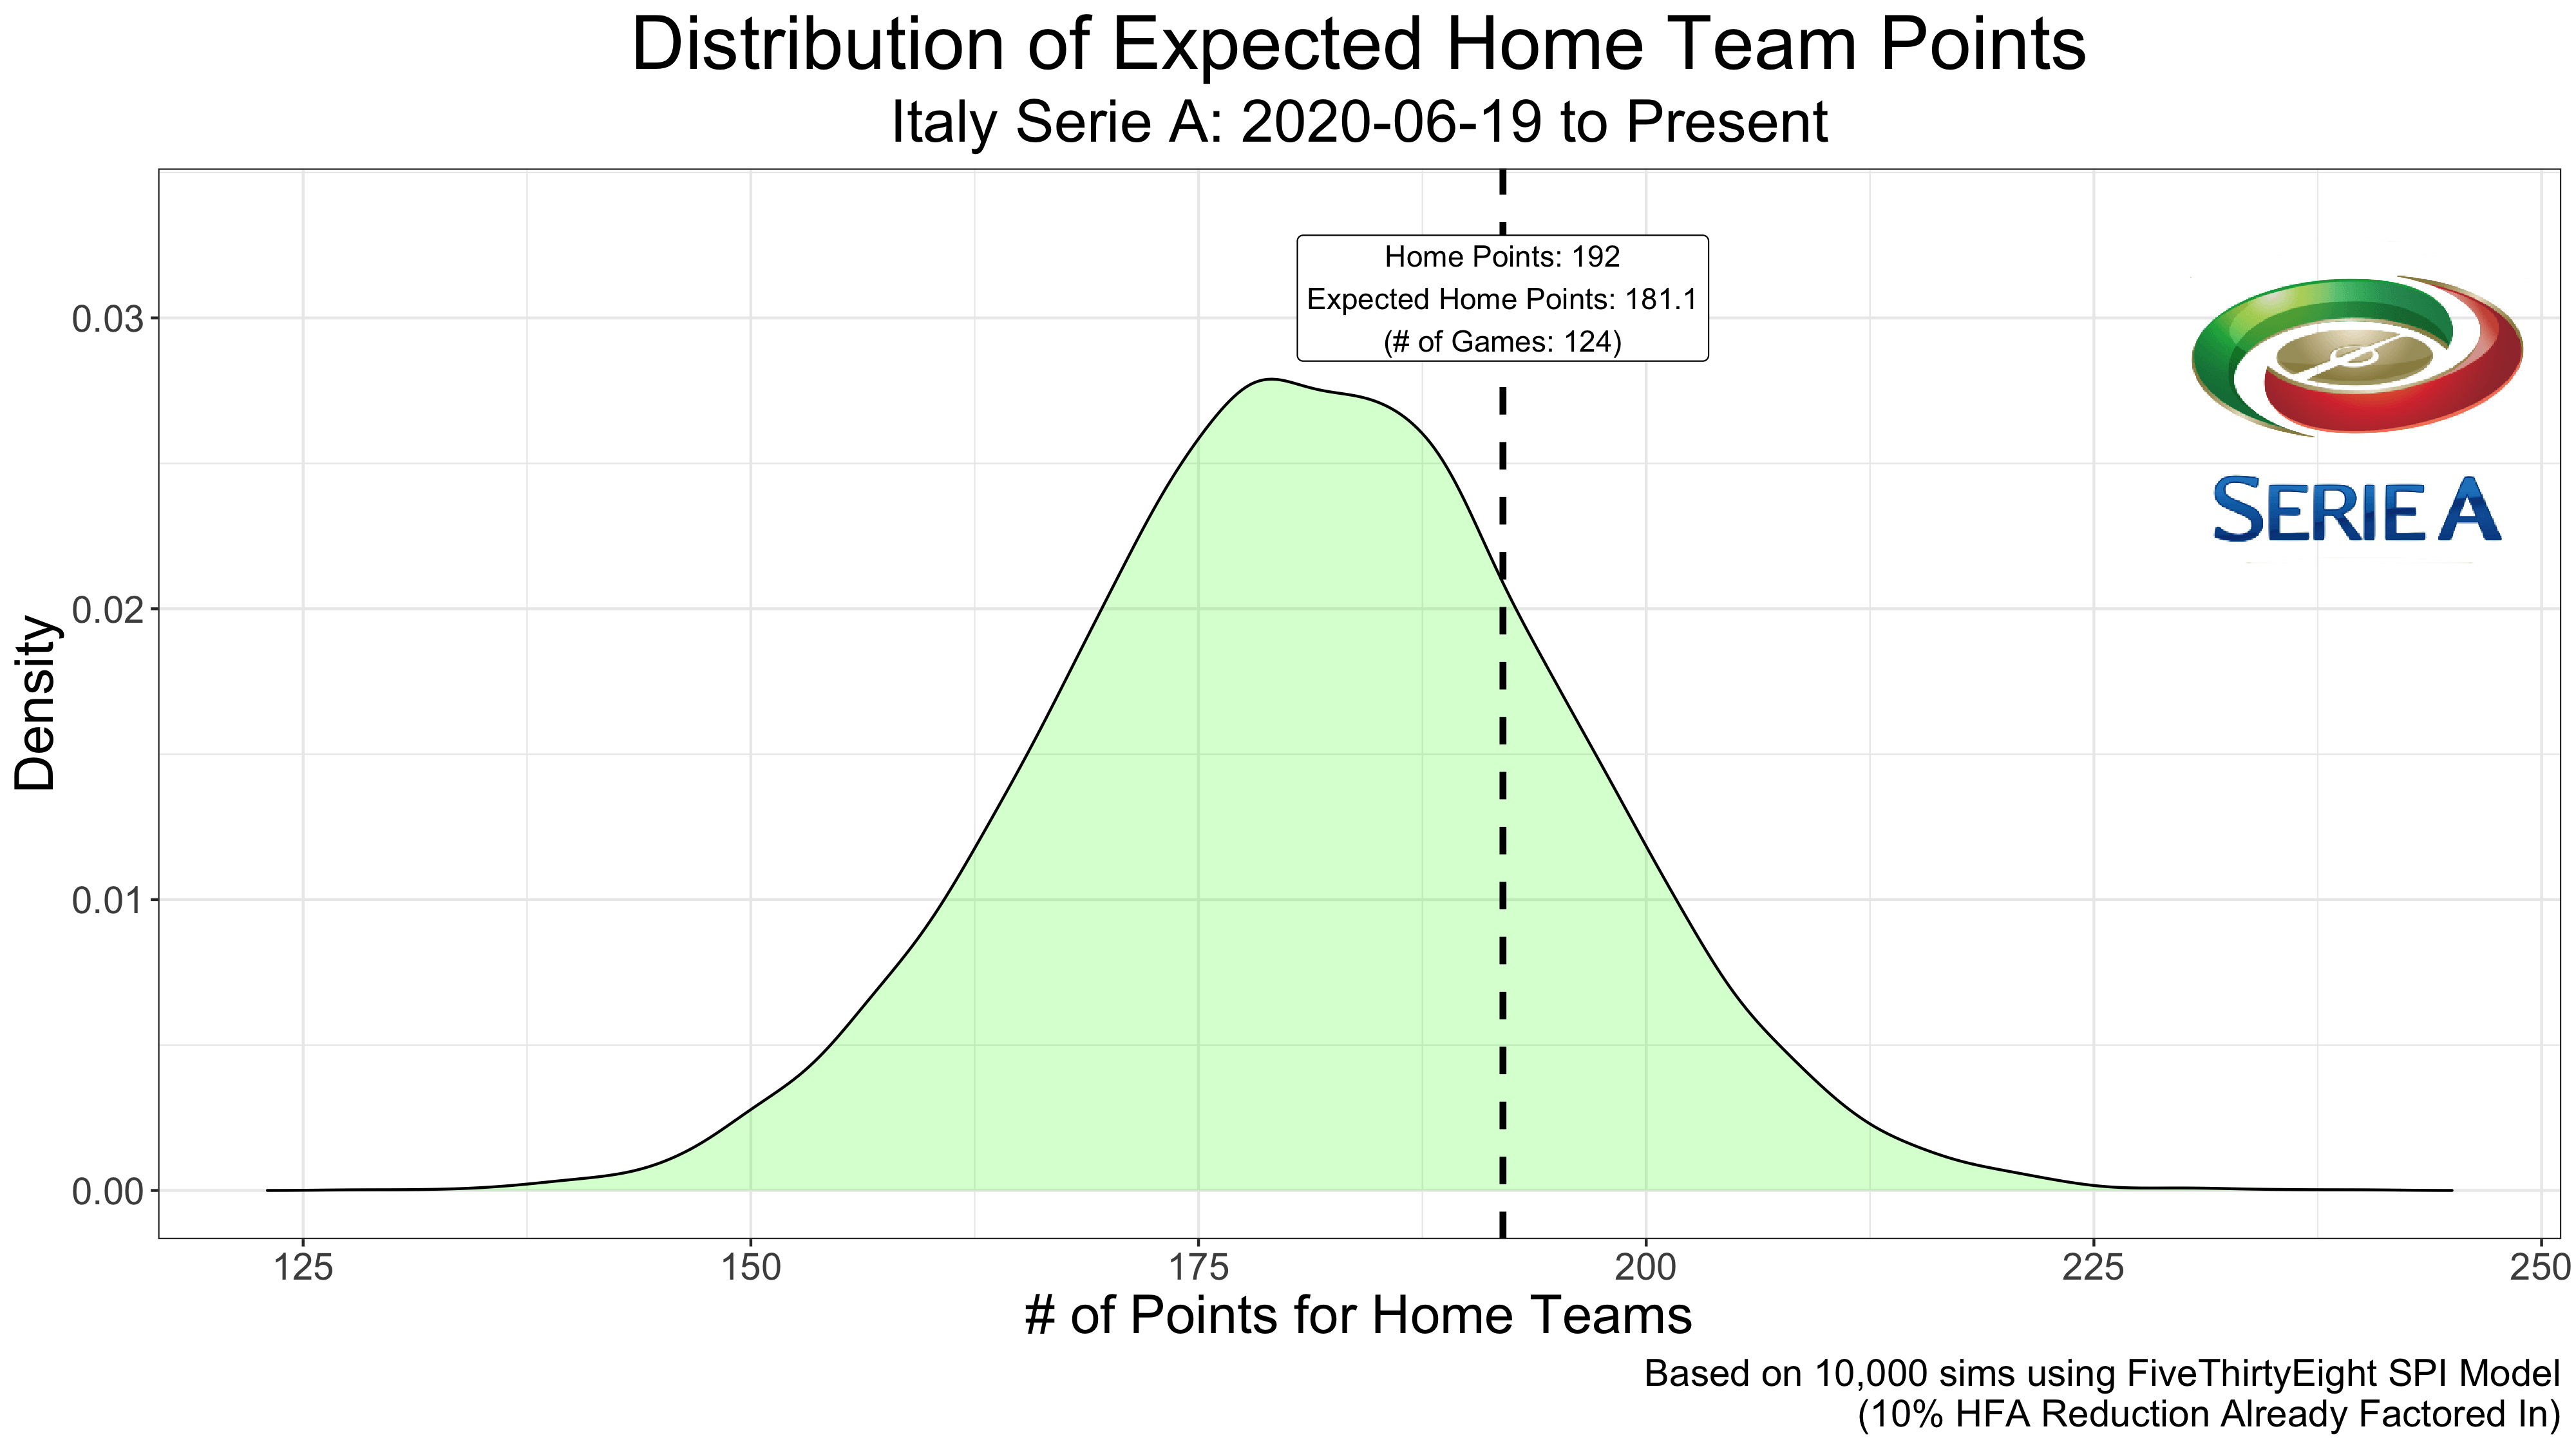 Distribution of Expected Home Team Points
Italy Serie A: 2020-06-19 to Present
Home Points: 192
Expected Home Points: 181.1
(# of Games: 124)
SERIE A
Density
0.03
0.02
0.01
0.00
125 150 175 200 225 250
# of Points for Home Teams
Based on 10,000 sims using FiveThirtyEight SPI Model
(10% HFA Reduction Already Factored In)